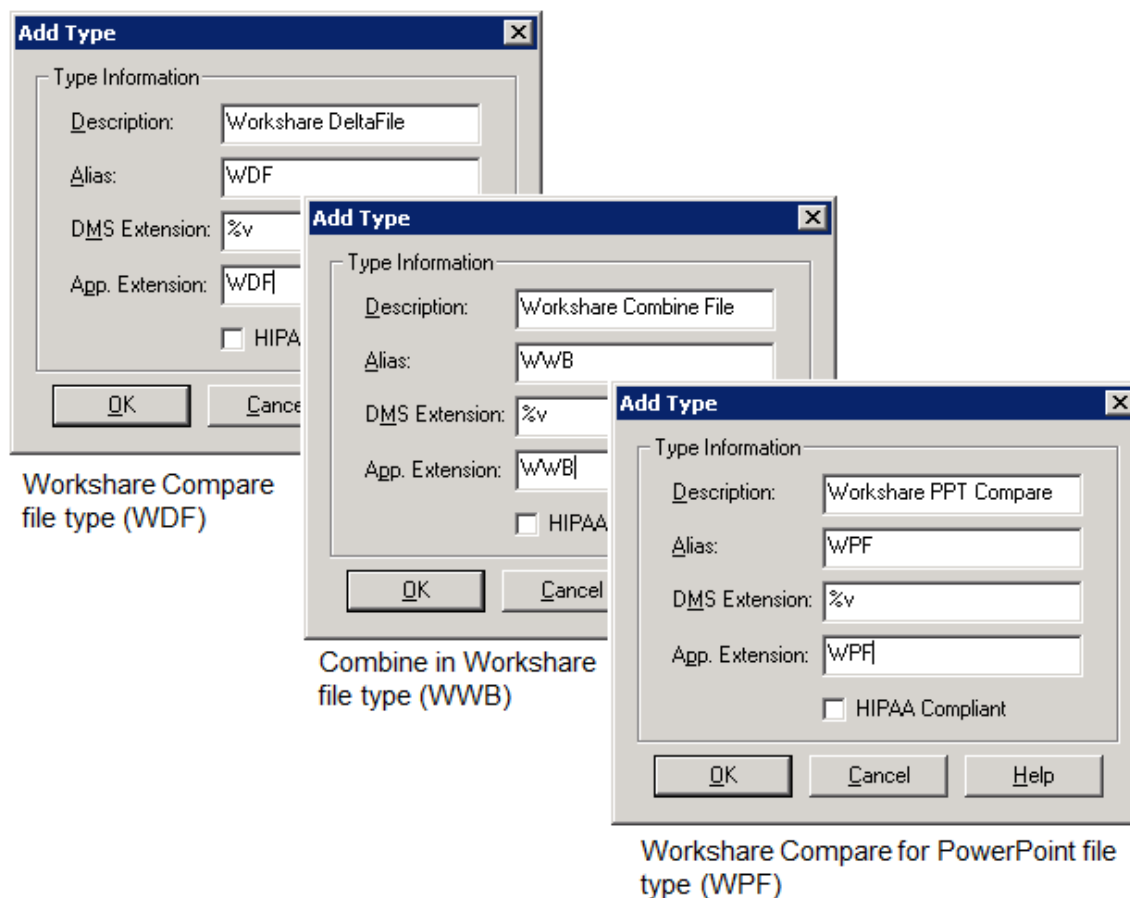 Add Type
Type Information
Description: Workshare DeltaFile
Alias: WDF
DMS Extension: %v
App. Extension: WDF
HIPA
OK Cance
Workshare Compare
file type (WDF)
Add Type
Type Information
Description: Workshare Combine File
Alias: WWB
DMS Extension: %v
App. Extension: WWB
HIPAA
OK Cancel
Combine in Workshare
file type (WWB)
Add Type
Type Information
Description: Workshare PPT Compare
Alias: WPF
DMS Extension: %v
App. Extension: WPF
HIPAA Compliant
OK Cancel Help
Workshare Compare for PowerPoint file
type (WPF)